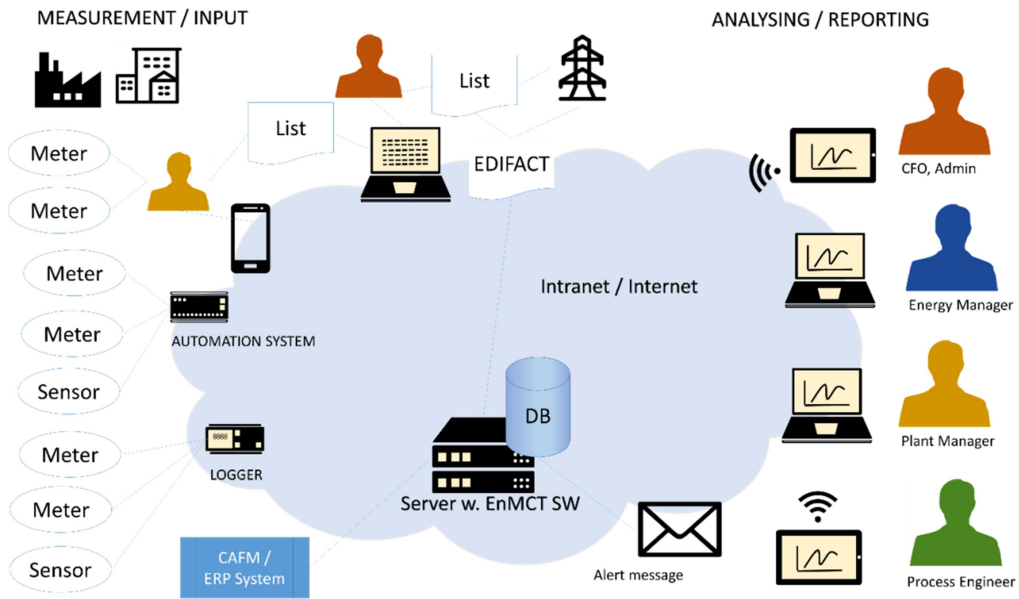 MEASUREMENT / INPUT
ANALYSING / REPORTING
List
List
EDIFACT
Meter
Meter
Meter
AUTOMATION SYSTEM
Meter
Sensor
Meter
8888
LOGGER
Meter
Sensor
Intranet / Internet
DB
Server w. EnMCT SW
CAFM /
ERP System
Alert message
CFO, Admin
Energy Manager
Plant Manager
Process Engineer